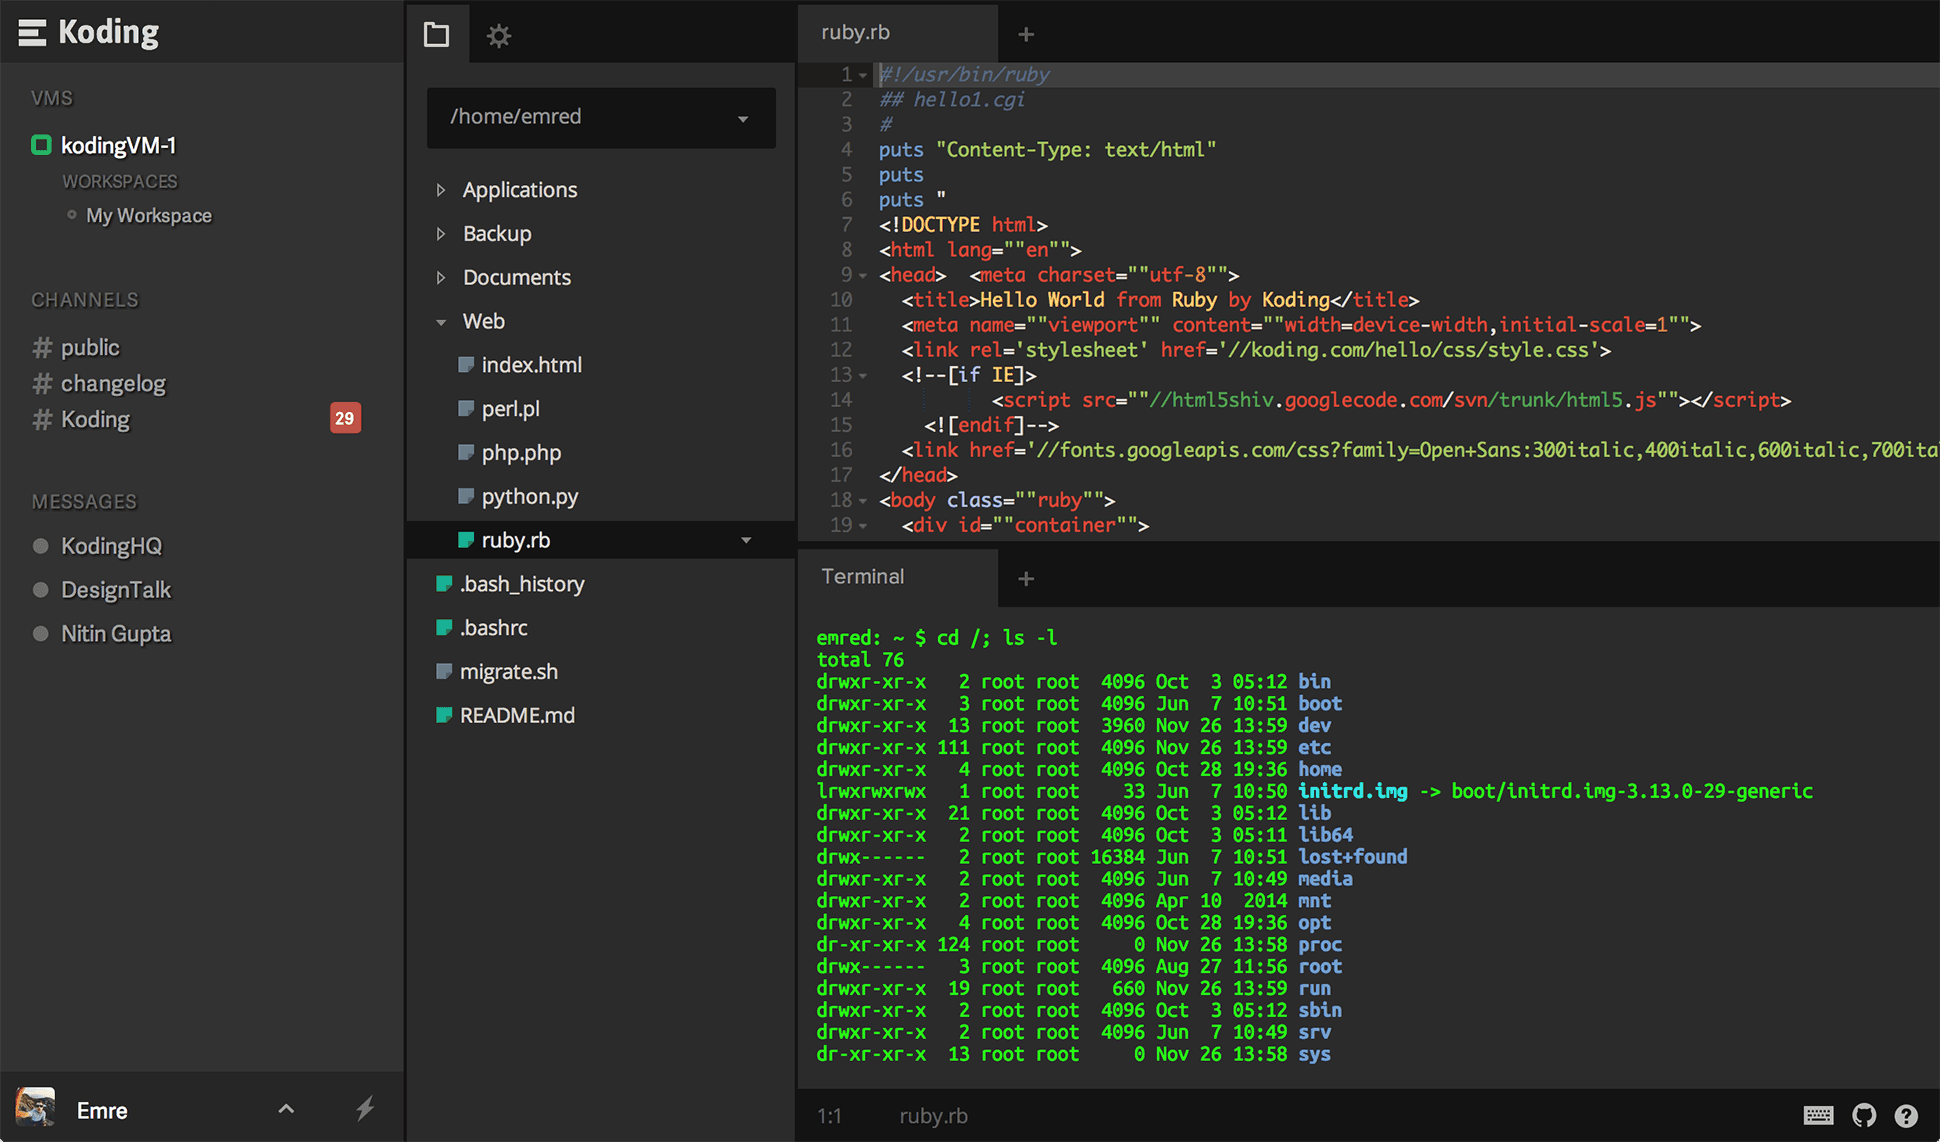 Koding
VMS
kodingVM-1
WORKSPACES
My Workspace
CHANNELS
# public
# changelog
# Koding
29
MESSAGES
KodingHQ
DesignTalk
Nitin Gupta
Emre
/home/emred
Applications
Backup
Documents
Web
index.html
perl.pl
php.php
python.py
ruby.rb
.bash_history
.bashrc
migrate.sh
README.md
ruby.rb +
1 #!/usr/bin/ruby
2 ## hello1.cgi
3 #
4 puts "Content-Type: text/html"
5 puts
6 puts "
7 <!DOCTYPE html>
8 <html lang=""en"">
9 <head>  <meta charset=""utf-8"">
10   <title>Hello World from Ruby by Koding</title>
11   <meta name=""viewport"" content=""width=device-width,initial-scale=1"">
12   <link rel='stylesheet' href='//koding.com/hello/css/style.css'>
13   <!--[if IE]>
14           <script src=""//html5shiv.googlecode.com/svn/trunk/html5.js""></script>
15     <![endif]-->
16   <link href='//fonts.googleapis.com/css?family=Open+Sans:300italic,400italic,600italic,700ita
17 </head>
18 <body class=""ruby"">
19   <div id=""container"">
Terminal +
emred: ~ $ cd /; ls -l
total 76
drwxr-xr-x   2 root root  4096 Oct  3 05:12 bin
drwxr-xr-x   3 root root  4096 Jun  7 10:51 boot
drwxr-xr-x  13 root root  3960 Nov 26 13:59 dev
drwxr-xr-x 111 root root  4096 Nov 26 13:59 etc
drwxr-xr-x   4 root root  4096 Oct 28 19:36 home
lrwxrwxrwx   1 root root    33 Jun  7 10:50 initrd.img -> boot/initrd.img-3.13.0-29-generic
drwxr-xr-x  21 root root  4096 Oct  3 05:12 lib
drwxr-xr-x   2 root root  4096 Oct  3 05:11 lib64
drwx------   2 root root 16384 Jun  7 10:51 lost+found
drwxr-xr-x   2 root root  4096 Jun  7 10:49 media
drwxr-xr-x   2 root root  4096 Apr 10  2014 mnt
drwxr-xr-x   4 root root  4096 Oct 28 19:36 opt
dr-xr-xr-x 124 root root     0 Nov 26 13:58 proc
drwx------   3 root root  4096 Aug 27 11:56 root
drwxr-xr-x  19 root root   660 Nov 26 13:59 run
drwxr-xr-x   2 root root  4096 Oct  3 05:12 sbin
drwxr-xr-x   2 root root  4096 Jun  7 10:49 srv
dr-xr-xr-x  13 root root     0 Nov 26 13:58 sys
1:1 ruby.rb ?